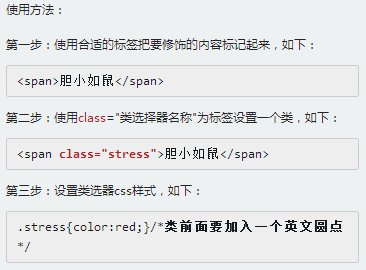 使用方法：
第一步：使用合适的标签把要修饰的内容标记起来，如下：
<span>胆小如鼠</span>
第二步：使用class="类选择器名称"为标签设置一个类，如下：
<span class="stress">胆小如鼠</span>
第三步：设置类选器css样式，如下：
.stress{color:red;}/*类前面要加入一个英文圆点
*/